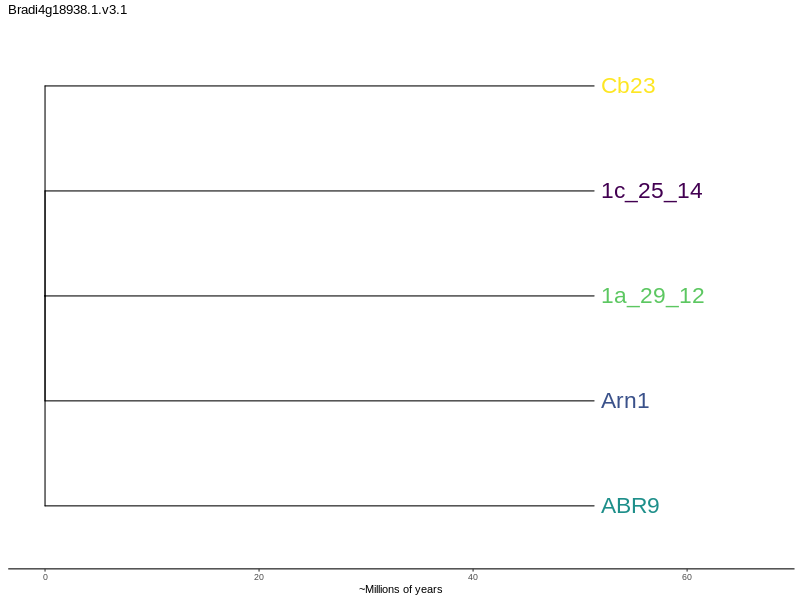 Bradi4g18938.1.v3.1
Cb23
1c_25_14
1a_29_12
Arn1
ABR9
0 20 40 60
~Millions of years